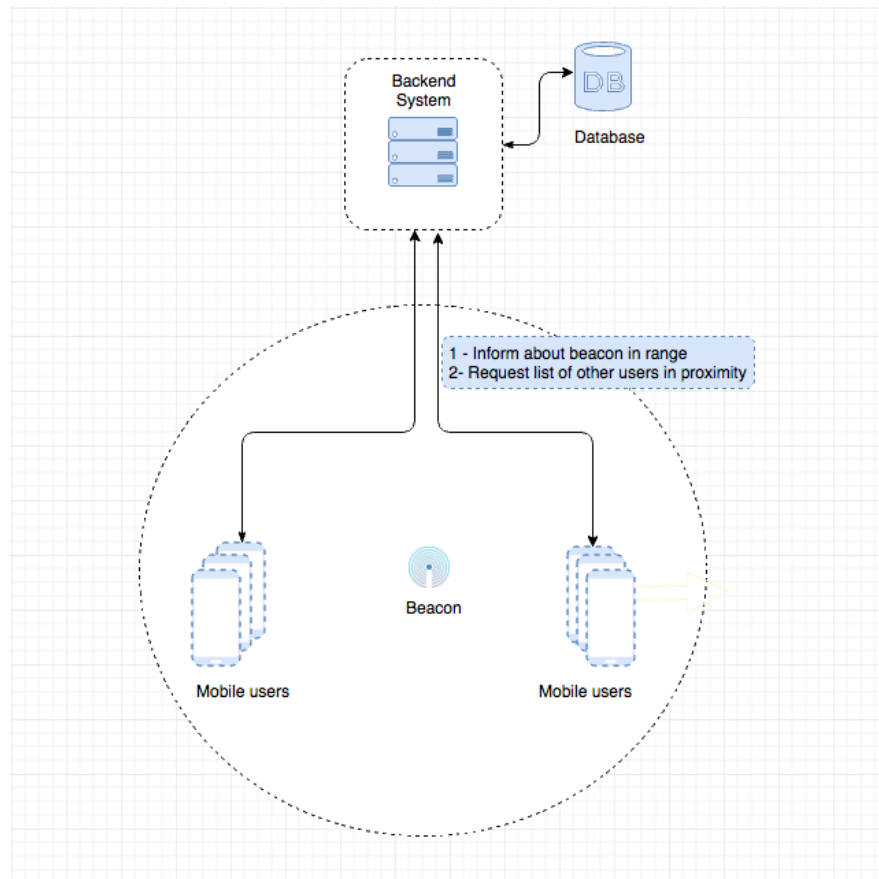 Backend
System
DB
Database
1 - Inform about beacon in range
2- Request list of other users in proximity
Beacon
Mobile users
Mobile users